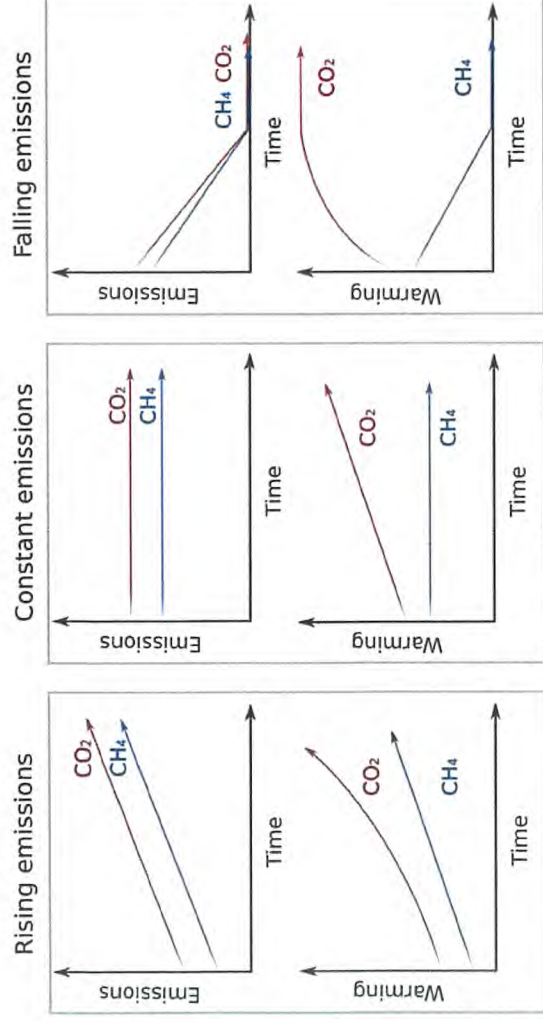 Rising emissions
Emissions
CO₂
CH₄
Time
Warming
CO₂
CH₄
Time
Constant emissions
Emissions
CO₂
CH₄
Time
Warming
CO₂
CH₄
Time
Falling emissions
Emissions
CH₄ CO₂
Time
Warming
CO₂
CH₄
Time